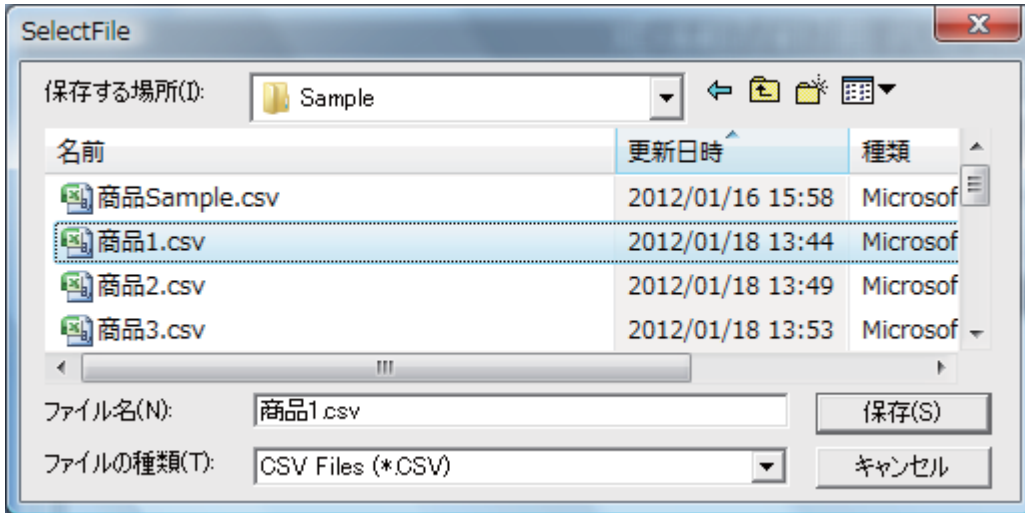 SelectFile
保存する場所(I): Sample
名前 更新日時 種類
商品Sample.csv 2012/01/16 15:58 Microsof
商品1.csv 2012/01/18 13:44 Microsof
商品2.csv 2012/01/18 13:49 Microsof
商品3.csv 2012/01/18 13:53 Microsof
ファイル名(N): 商品1.csv 保存(S)
ファイルの種類(T): CSV Files (*.CSV) キャンセル